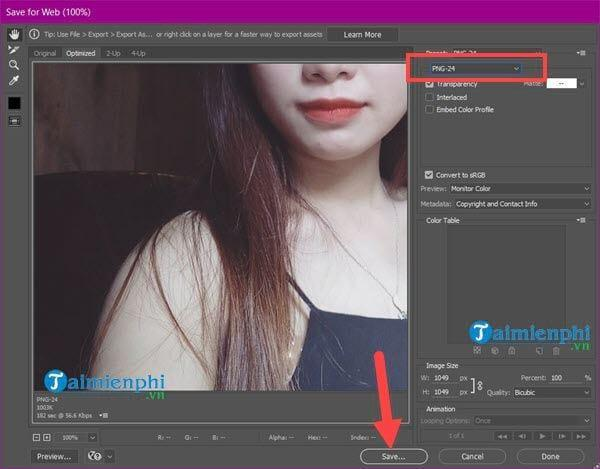 Save for Web (100%)
Tip: Use File > Export > Export As... or right click on a layer for a faster way to export assets
Learn More
Original Optimized 2-Up 4-Up
PNG-24
Transparency Matte: --
Interlaced
Embed Color Profile
Convert to sRGB
Preview: Monitor Color
Metadata: Copyright and Contact Info
Color Table
Taimienphi
.vn
Taimienphi
.vn
PNG-24
1003K
182 sec @ 56.6 Kbps
Image Size
W: 1049 px Percent: 100 %
H: 1049 px Quality: Bicubic
Animation
Looping Options: Once
1 of 1
100% R: -- G: -- B: -- Alpha: -- Hex: -- Index: --
Preview... Save... Cancel Done